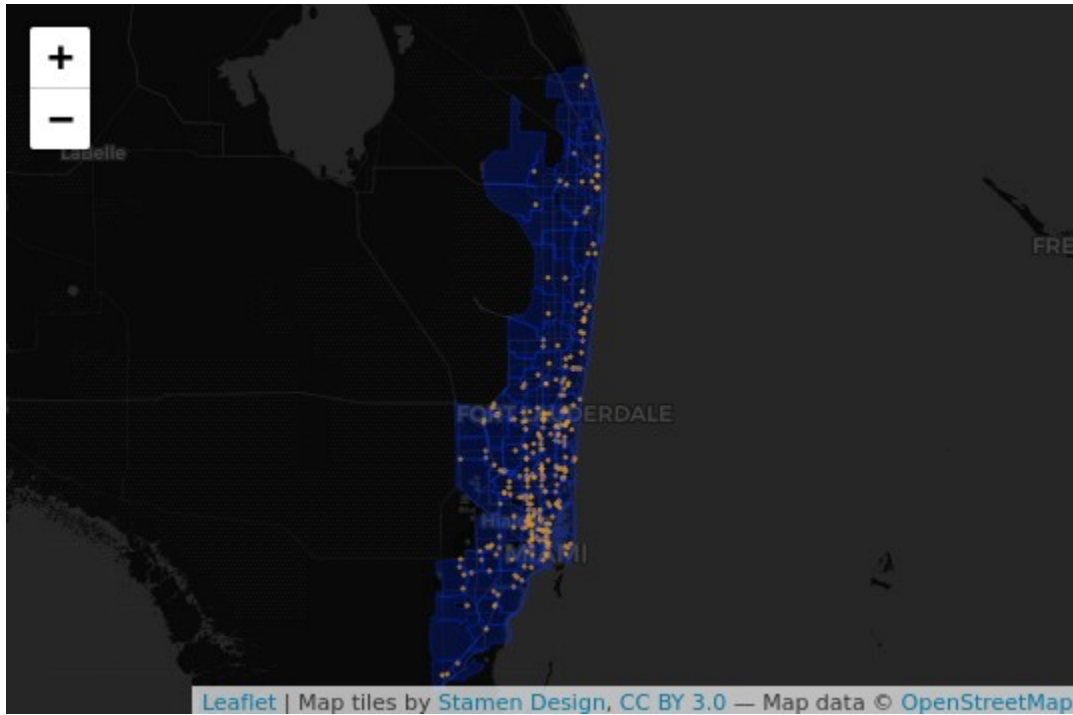 +
−
LaBelle
FRE
FORT LAUDERDALE
MIAMI
Leaflet | Map tiles by Stamen Design, CC BY 3.0 — Map data © OpenStreetMap